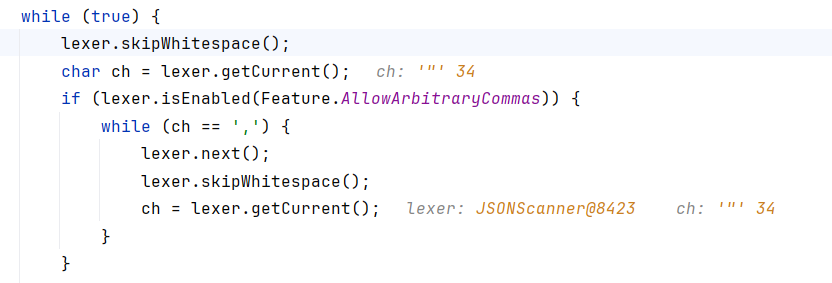 while (true) {
lexer.skipWhitespace();
char ch = lexer.getCurrent(); ch: '"' 34
if (lexer.isEnabled(Feature.AllowArbitraryCommas)) {
while (ch == ',') {
lexer.next();
lexer.skipWhitespace();
ch = lexer.getCurrent(); lexer: JSONScanner@8423 ch: '"' 34
}
}